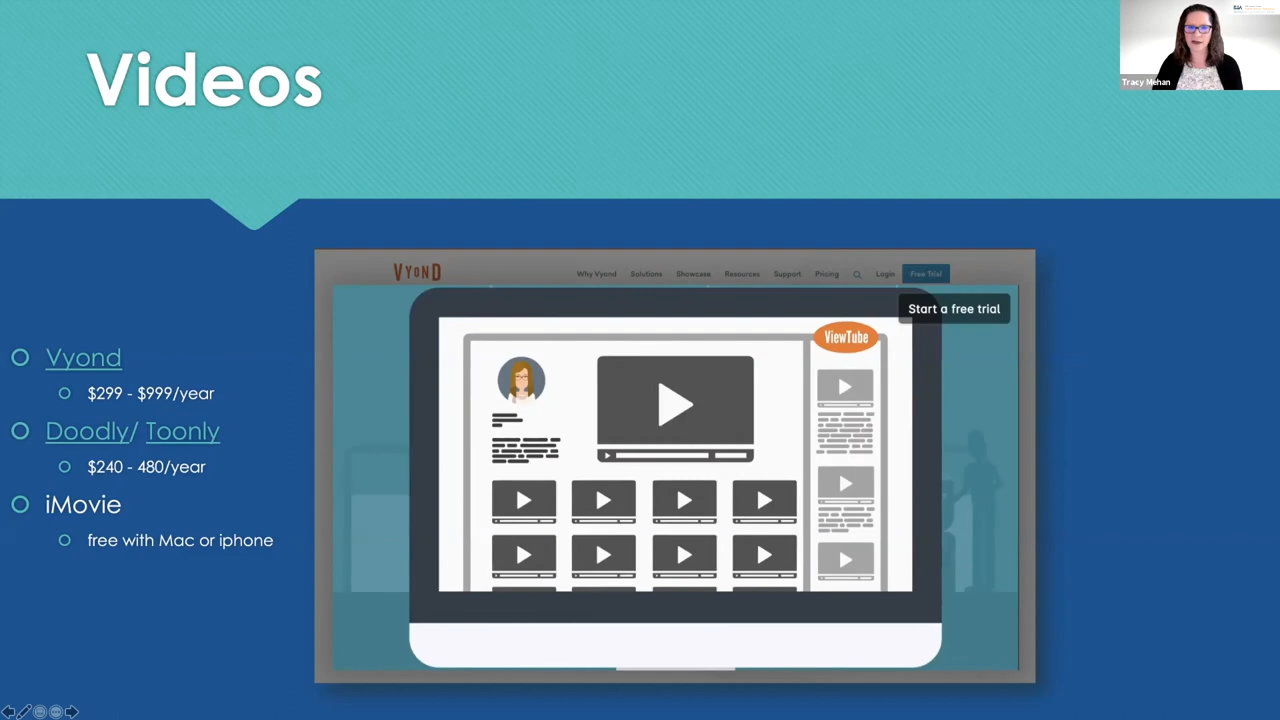 Videos
Tracy Mehan
Vyond
$299 - $999/year
Doodly/ Toonly
$240 - 480/year
iMovie
free with Mac or iphone
VYOND
Why Vyond Solutions Showcase Resources Support Pricing Login Free Trial
Start a free trial
ViewTube